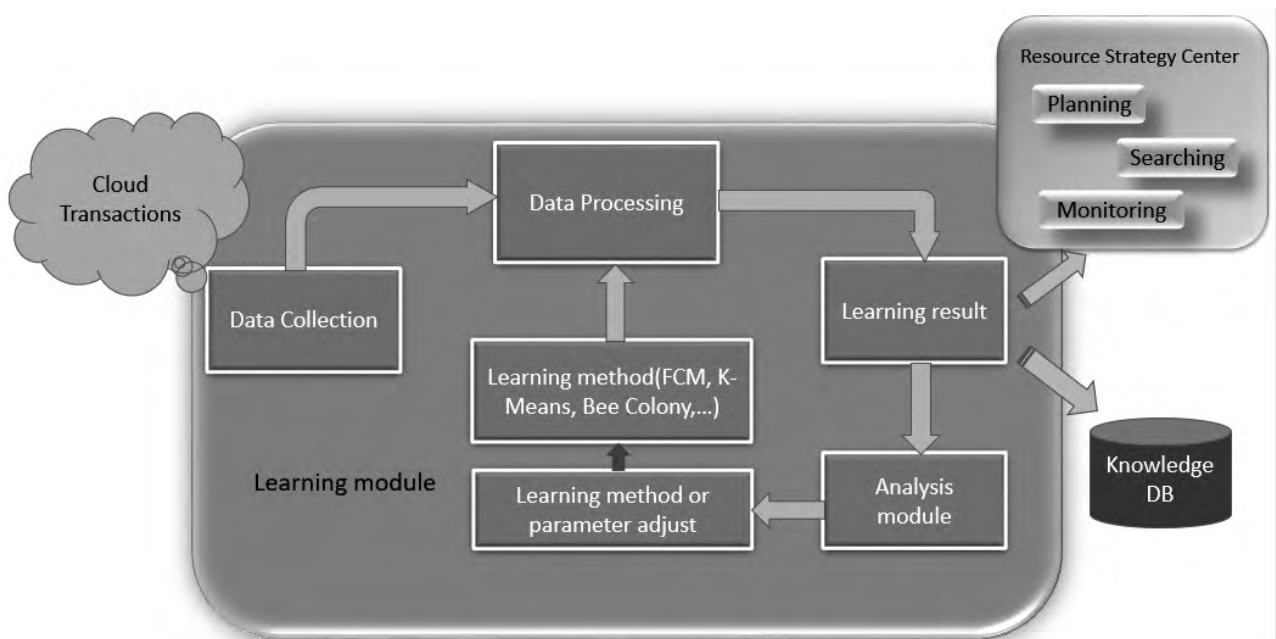 Resource Strategy Center
Planning
Searching
Monitoring
Cloud
Transactions
Data Processing
Data Collection
Learning result
Learning method(FCM, K-
Means, Bee Colony,...)
Learning module
Learning method or
parameter adjust
Analysis
module
Knowledge
DB